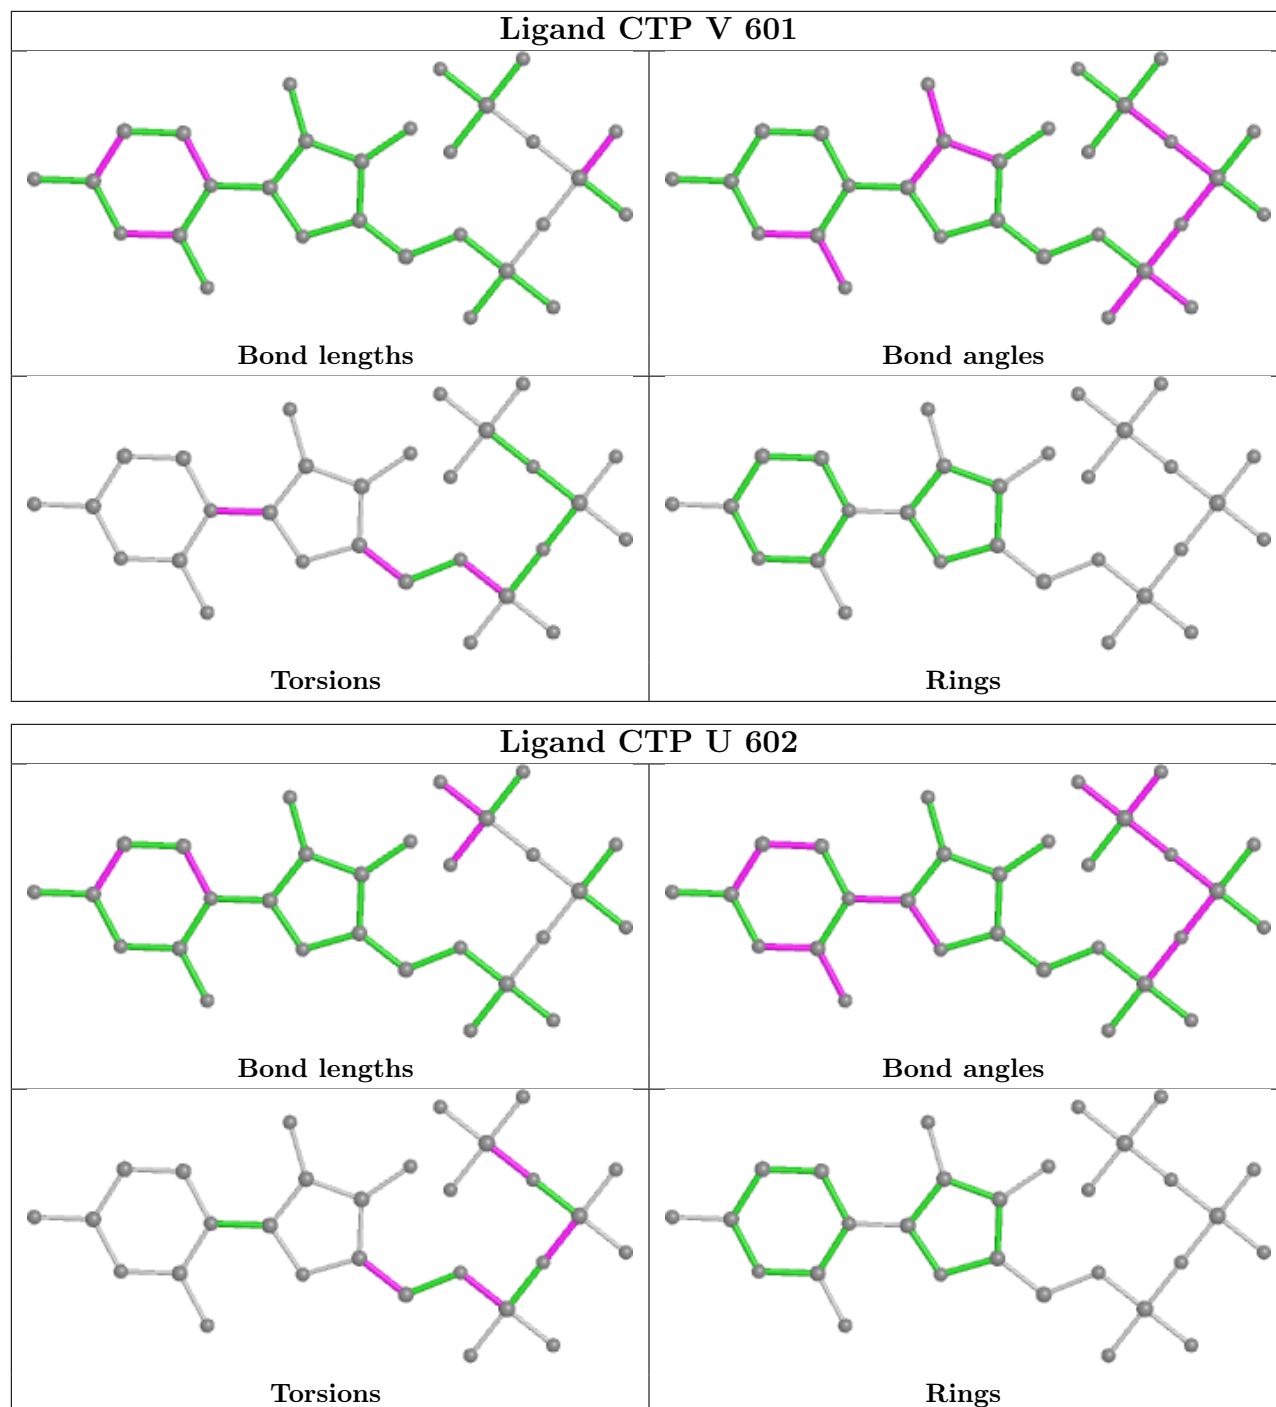 Ligand CTP V 601
Bond lengths
Bond angles
Torsions
Rings
Ligand CTP U 602
Bond lengths
Bond angles
Torsions
Rings